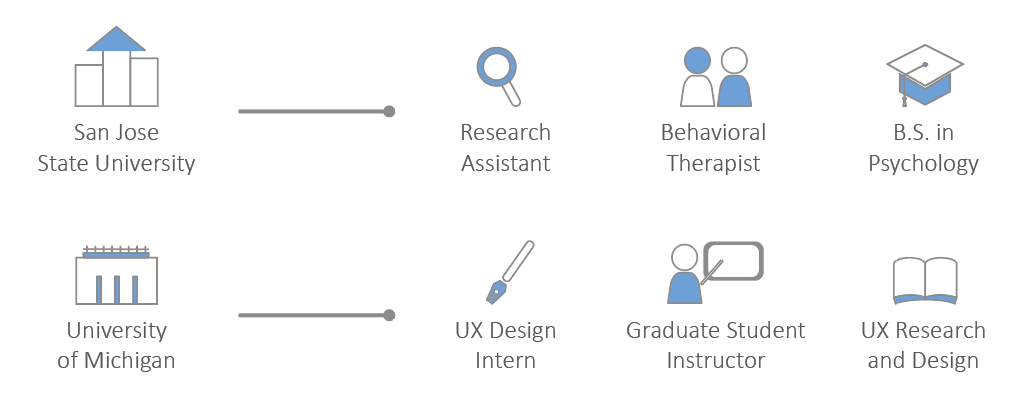 San Jose
State University
Research
Assistant
Behavioral
Therapist
B.S. in
Psychology
University
of Michigan
UX Design
Intern
Graduate Student
Instructor
UX Research
and Design